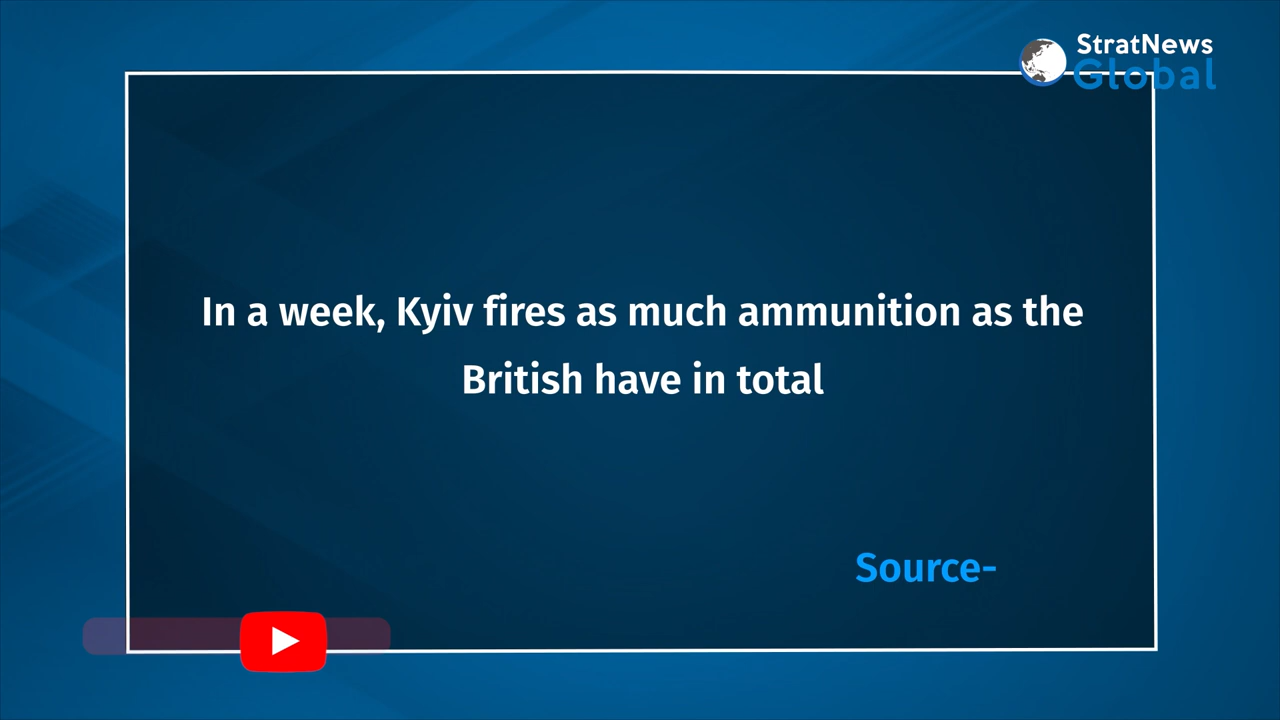 StratNews
Global
In a week, Kyiv fires as much ammunition as the
British have in total
Source-